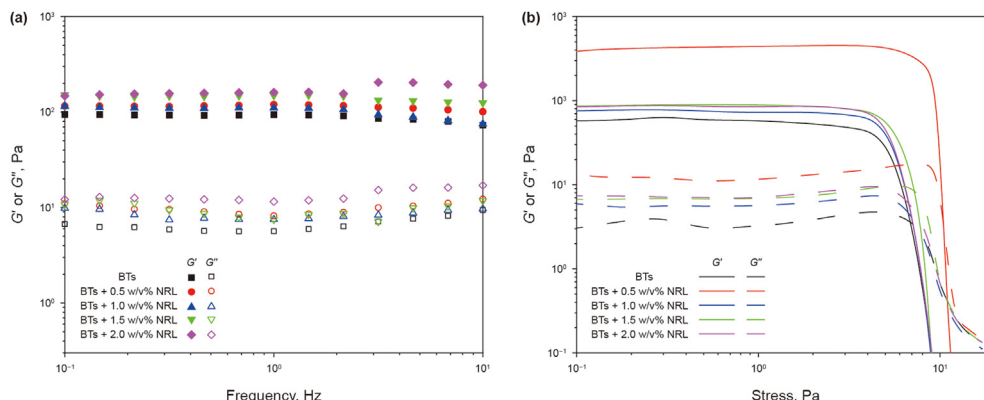 (a)
10³
10²
10¹
10⁰
G′ or G″, Pa
G′ G″
BTs
BTs + 0.5 w/v% NRL
BTs + 1.0 w/v% NRL
BTs + 1.5 w/v% NRL
BTs + 2.0 w/v% NRL
10⁻¹ 10⁰ 10¹
Frequency, Hz
(b)
10³
10³
10¹
10⁰
10⁻¹
G′ or G″, Pa
G′ G″
BTs
BTs + 0.5 w/v% NRL
BTs + 1.0 w/v% NRL
BTs + 1.5 w/v% NRL
BTs + 2.0 w/v% NRL
10⁻¹ 10⁰ 10¹
Stress, Pa